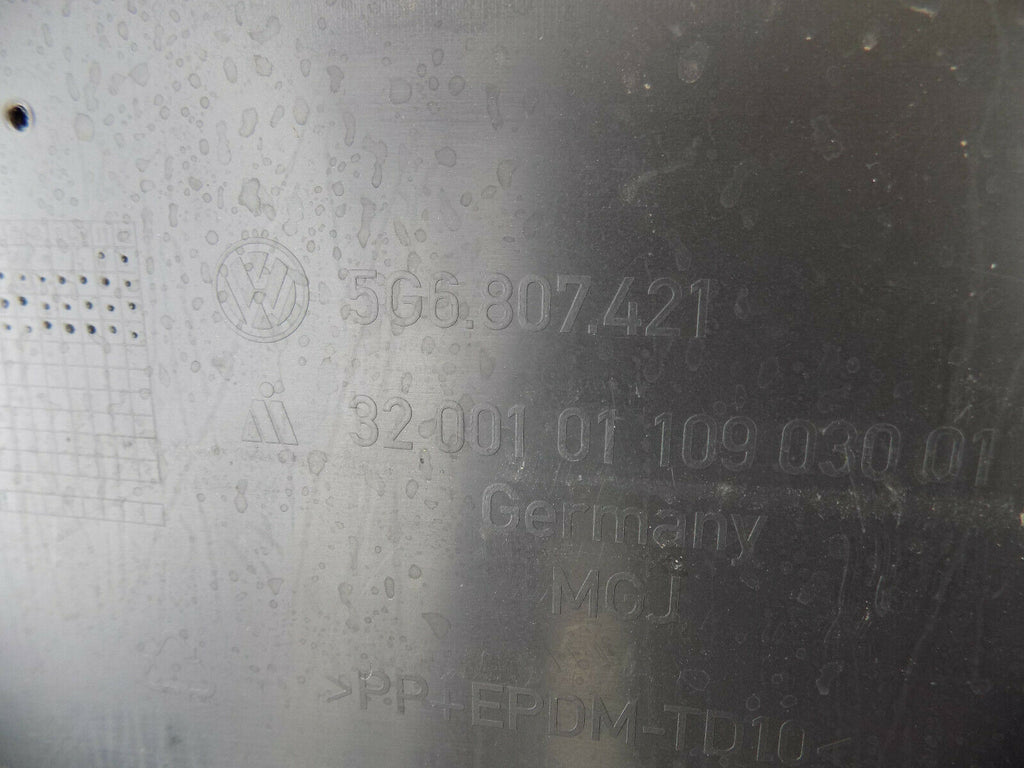 5G6.807.421
32 001 01 109 030 01
Germany
MCJ
>PP+EPDM-TD10<